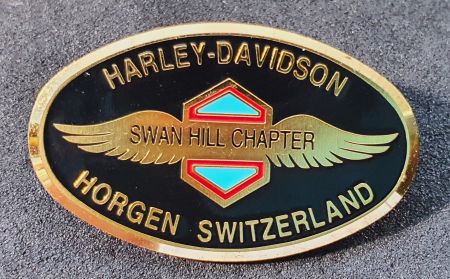 HARLEY-DAVIDSON
SWAN HILL CHAPTER
HORGEN SWITZERLAND